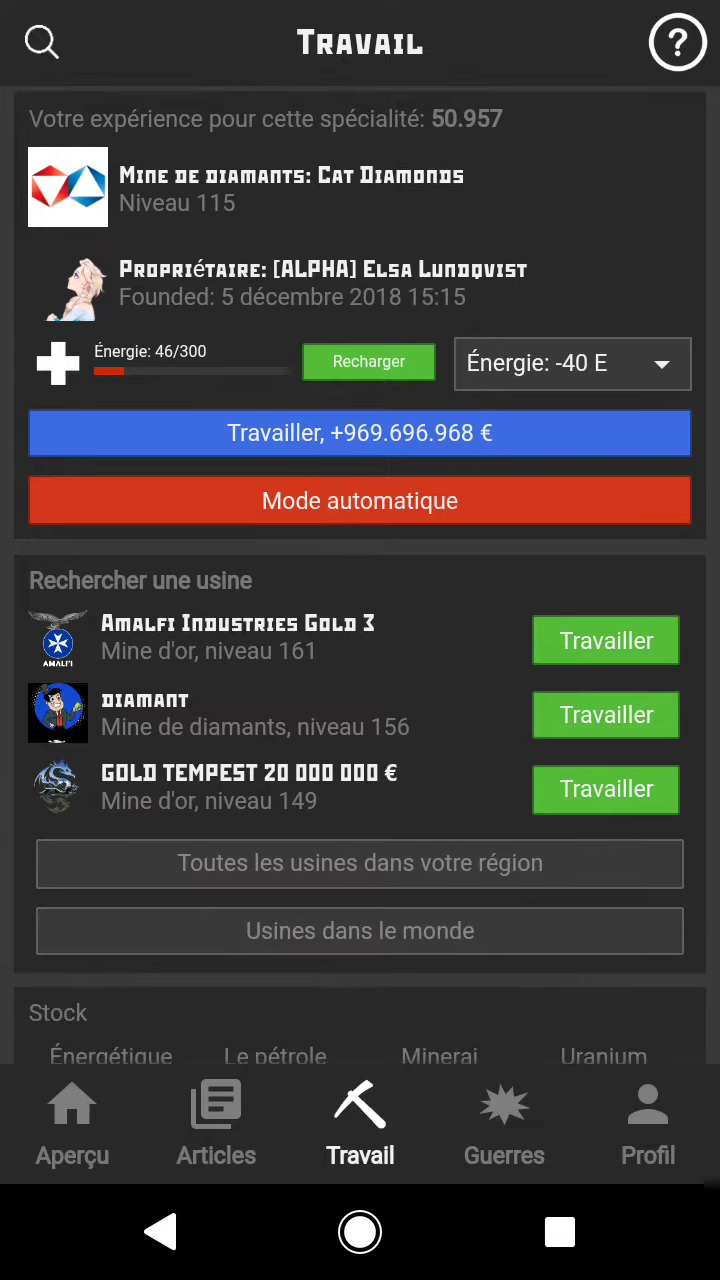 Travail
?
Votre expérience pour cette spécialité: 50.957
Mine de diamants: Cat Diamonds
Niveau 115
Propriétaire: [ALPHA] Elsa Lundqvist
Founded: 5 décembre 2018 15:15
Énergie: 46/300
Recharger
Énergie: -40 E
Travailler, +969.696.968 €
Mode automatique
Rechercher une usine
Amalfi Industries Gold 3
Mine d'or, niveau 161
AMALFI
Travailler
DIAMANT
Mine de diamants, niveau 156
Travailler
GOLD TEMPEST 20 000 000 €
Mine d'or, niveau 149
Travailler
Toutes les usines dans votre région
Usines dans le monde
Stock
Énergétique Le pétrole Minerai Uranium
Aperçu Articles Travail Guerres Profil